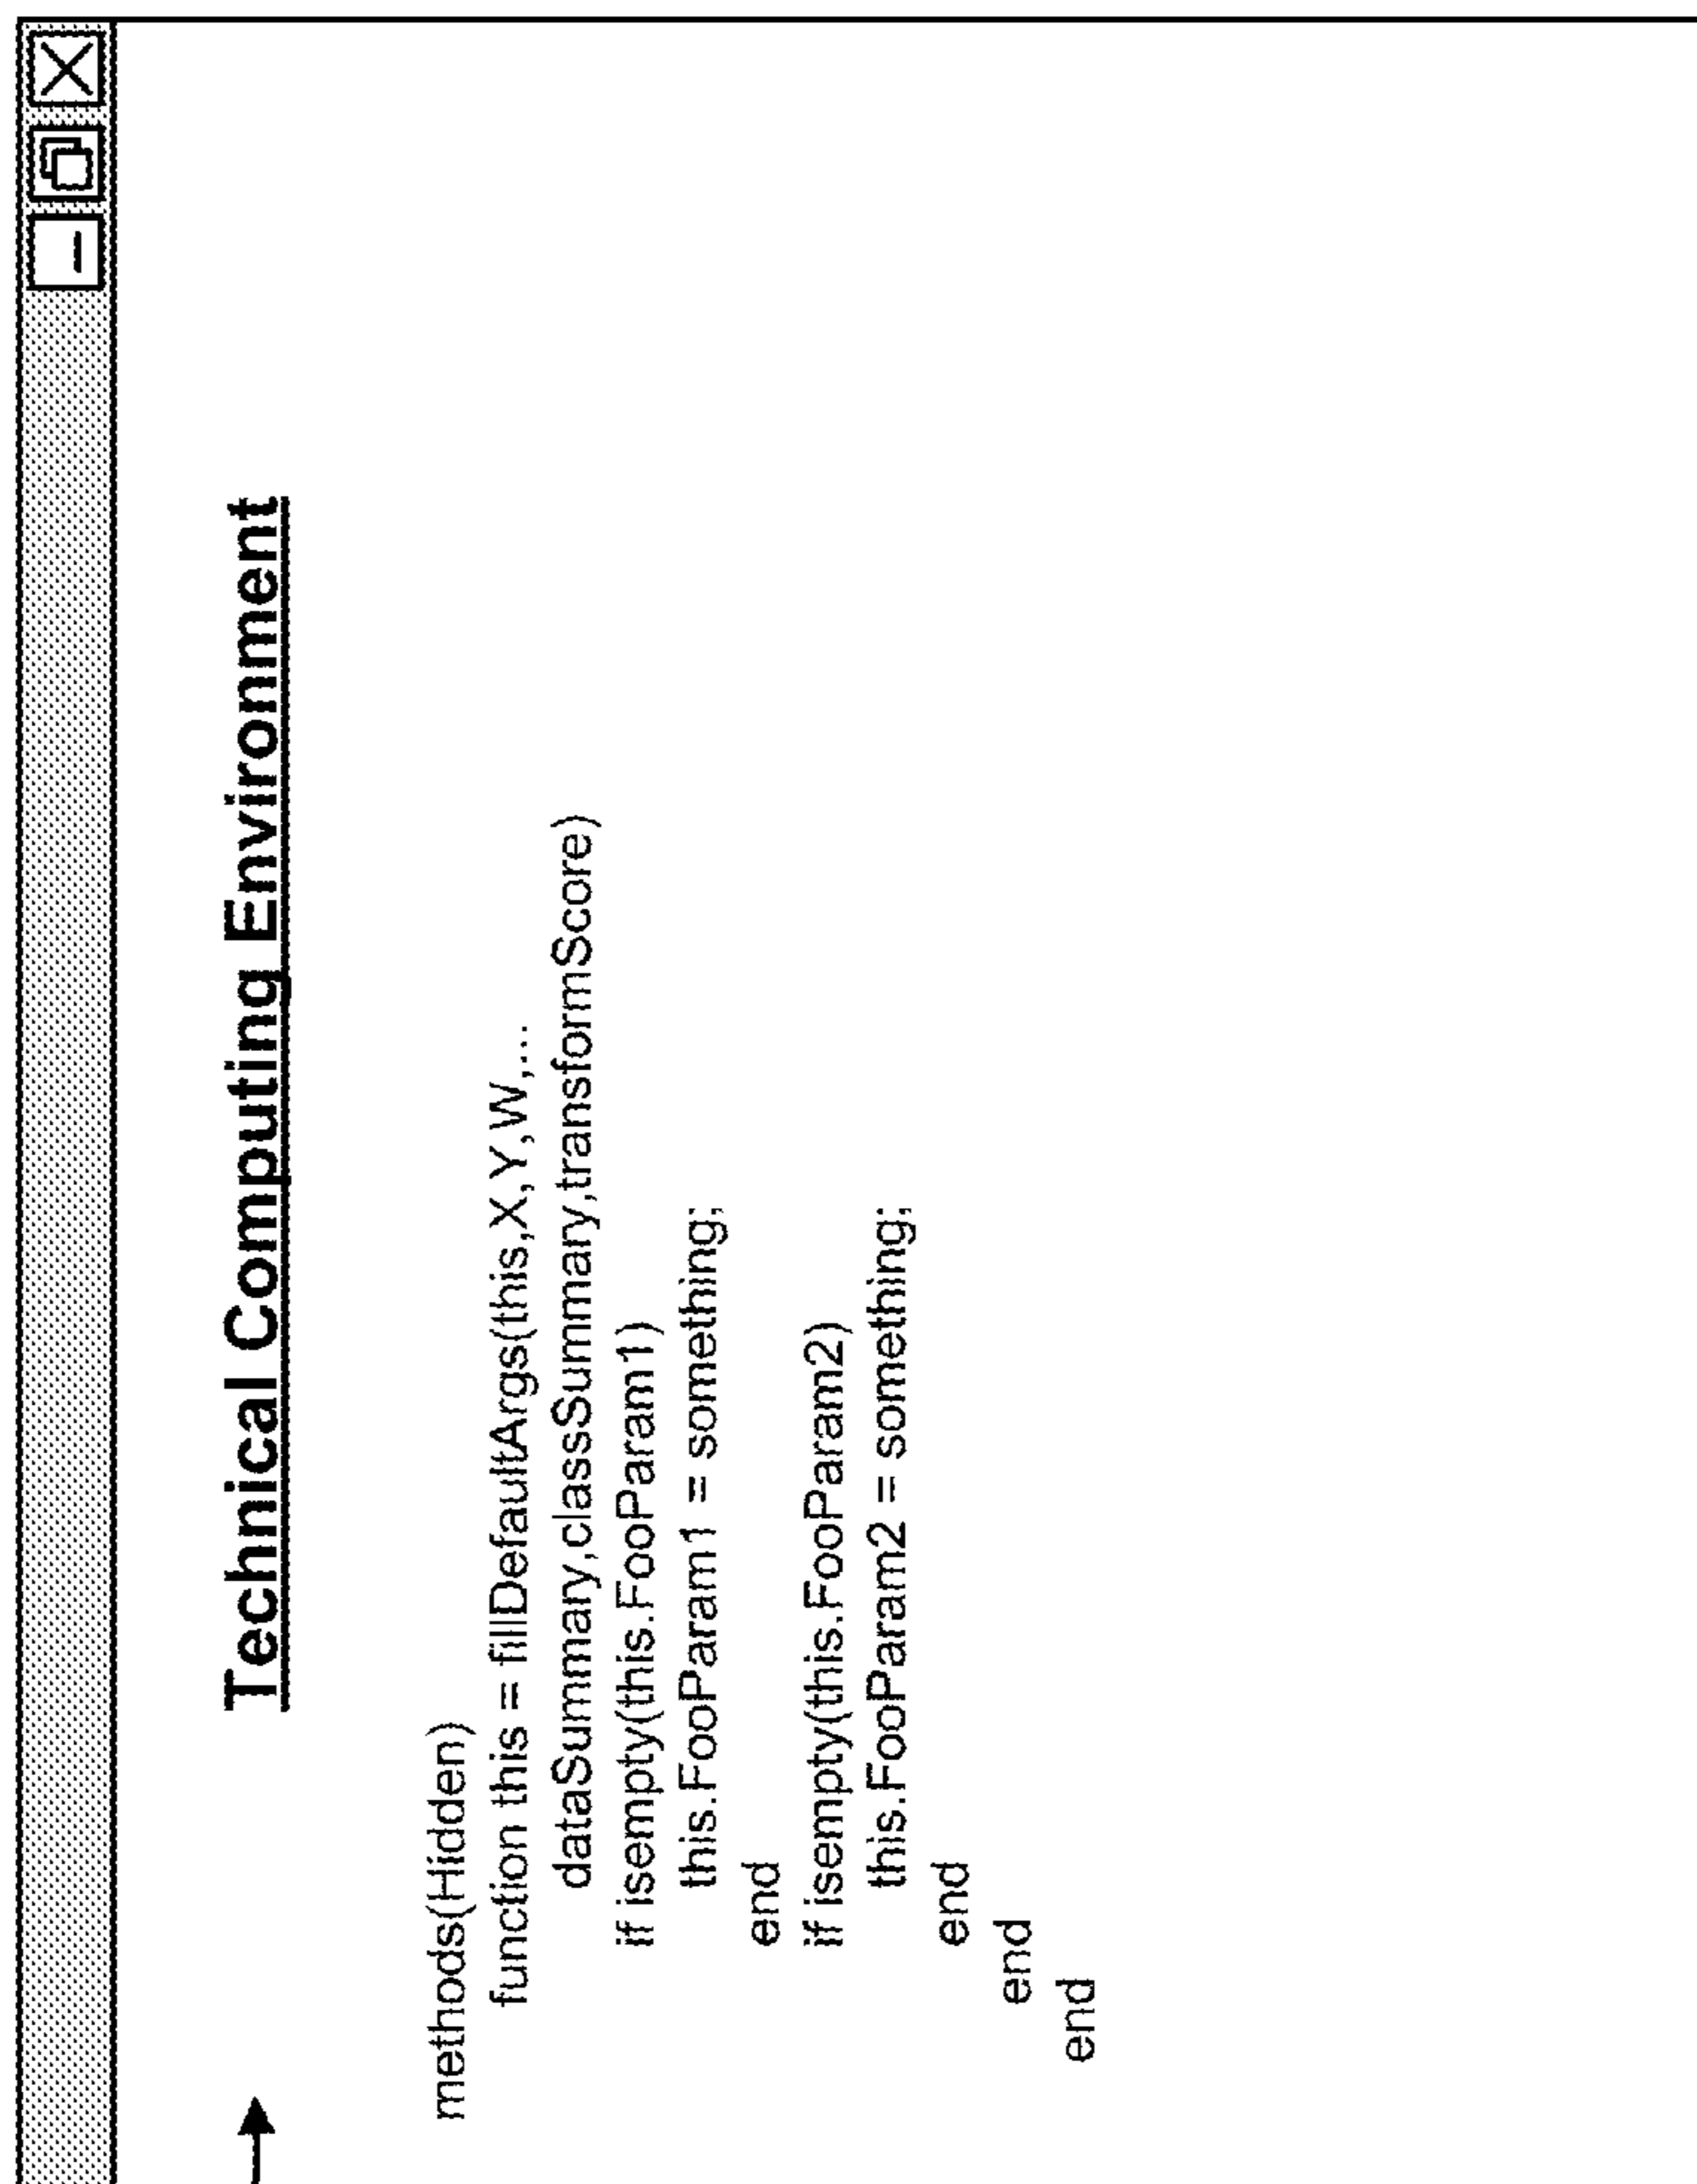 Technical Computing Environment
methods(Hidden)
function this = fillDefaultArgs(this,X,Y,W,...
dataSummary,classSummary,transformScore)
if isempty(this.FooParam1)
this.FooParam1 = something;
end
if isempty(this.FooParam2)
this.FooParam2 = something;
end
end
end